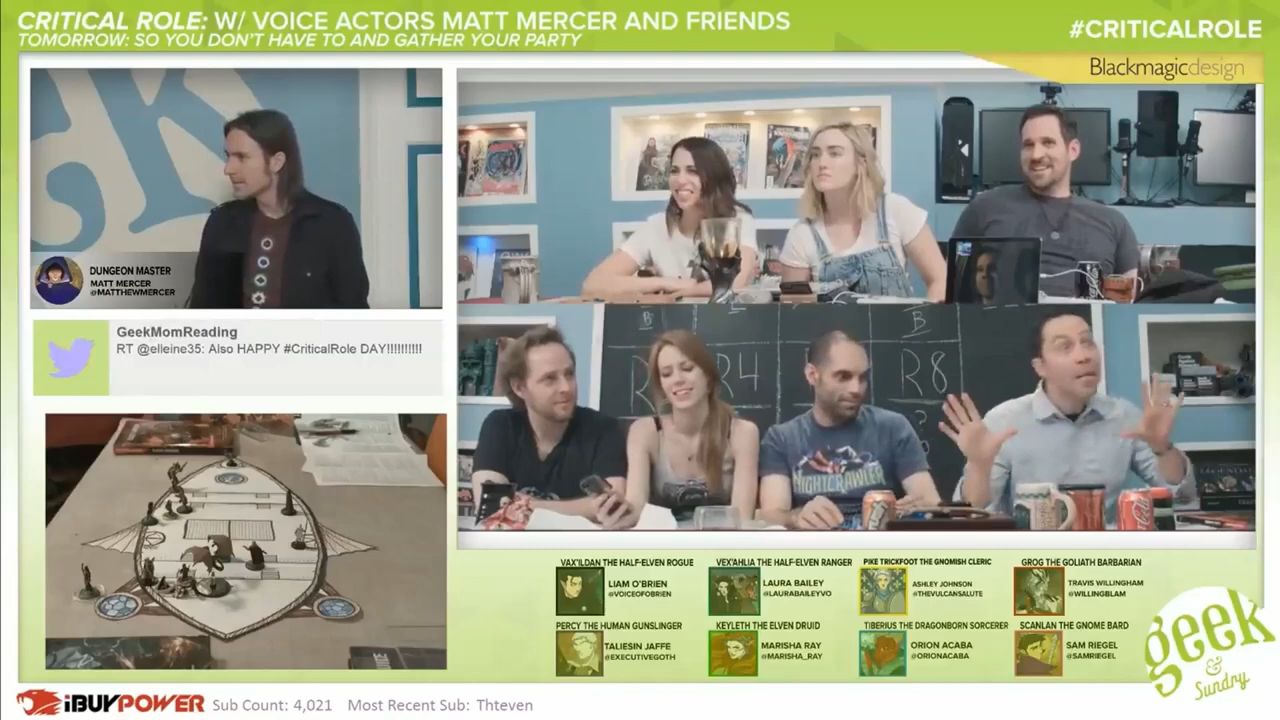 CRITICAL ROLE: W/ VOICE ACTORS MATT MERCER AND FRIENDS
TOMORROW: SO YOU DON'T HAVE TO AND GATHER YOUR PARTY
#CRITICALROLE
Blackmagicdesign
DUNGEON MASTER
MATT MERCER
@MATTHEWMERCER
GeekMomReading
RT @elleine35: Also HAPPY #CriticalRole DAY!!!!!!!!!!
B
B
R4
R8
?
NIGHTCRAWLER
VAX'ILDAN THE HALF-ELVEN ROGUE
LIAM O'BRIEN
@VOICEOFOBRIEN
VEX'AHLIA THE HALF-ELVEN RANGER
LAURA BAILEY
@LAURABAILEYVO
PIKE TRICKFOOT THE GNOMISH CLERIC
ASHLEY JOHNSON
@THEVULCANSALUTE
GROG THE GOLIATH BARBARIAN
TRAVIS WILLINGHAM
@WILLINGBLAM
PERCY THE HUMAN GUNSLINGER
TALIESIN JAFFE
@EXECUTIVEGOTH
KEYLETH THE ELVEN DRUID
MARISHA RAY
@MARISHA_RAY
TIBERIUS THE DRAGONBORN SORCERER
ORION ACABA
@ORIONACABA
SCANLAN THE GNOME BARD
SAM RIEGEL
@SAMRIEGEL
geek
&
Sundry
iBUYPOWER
Sub Count: 4,021 Most Recent Sub: Thteven